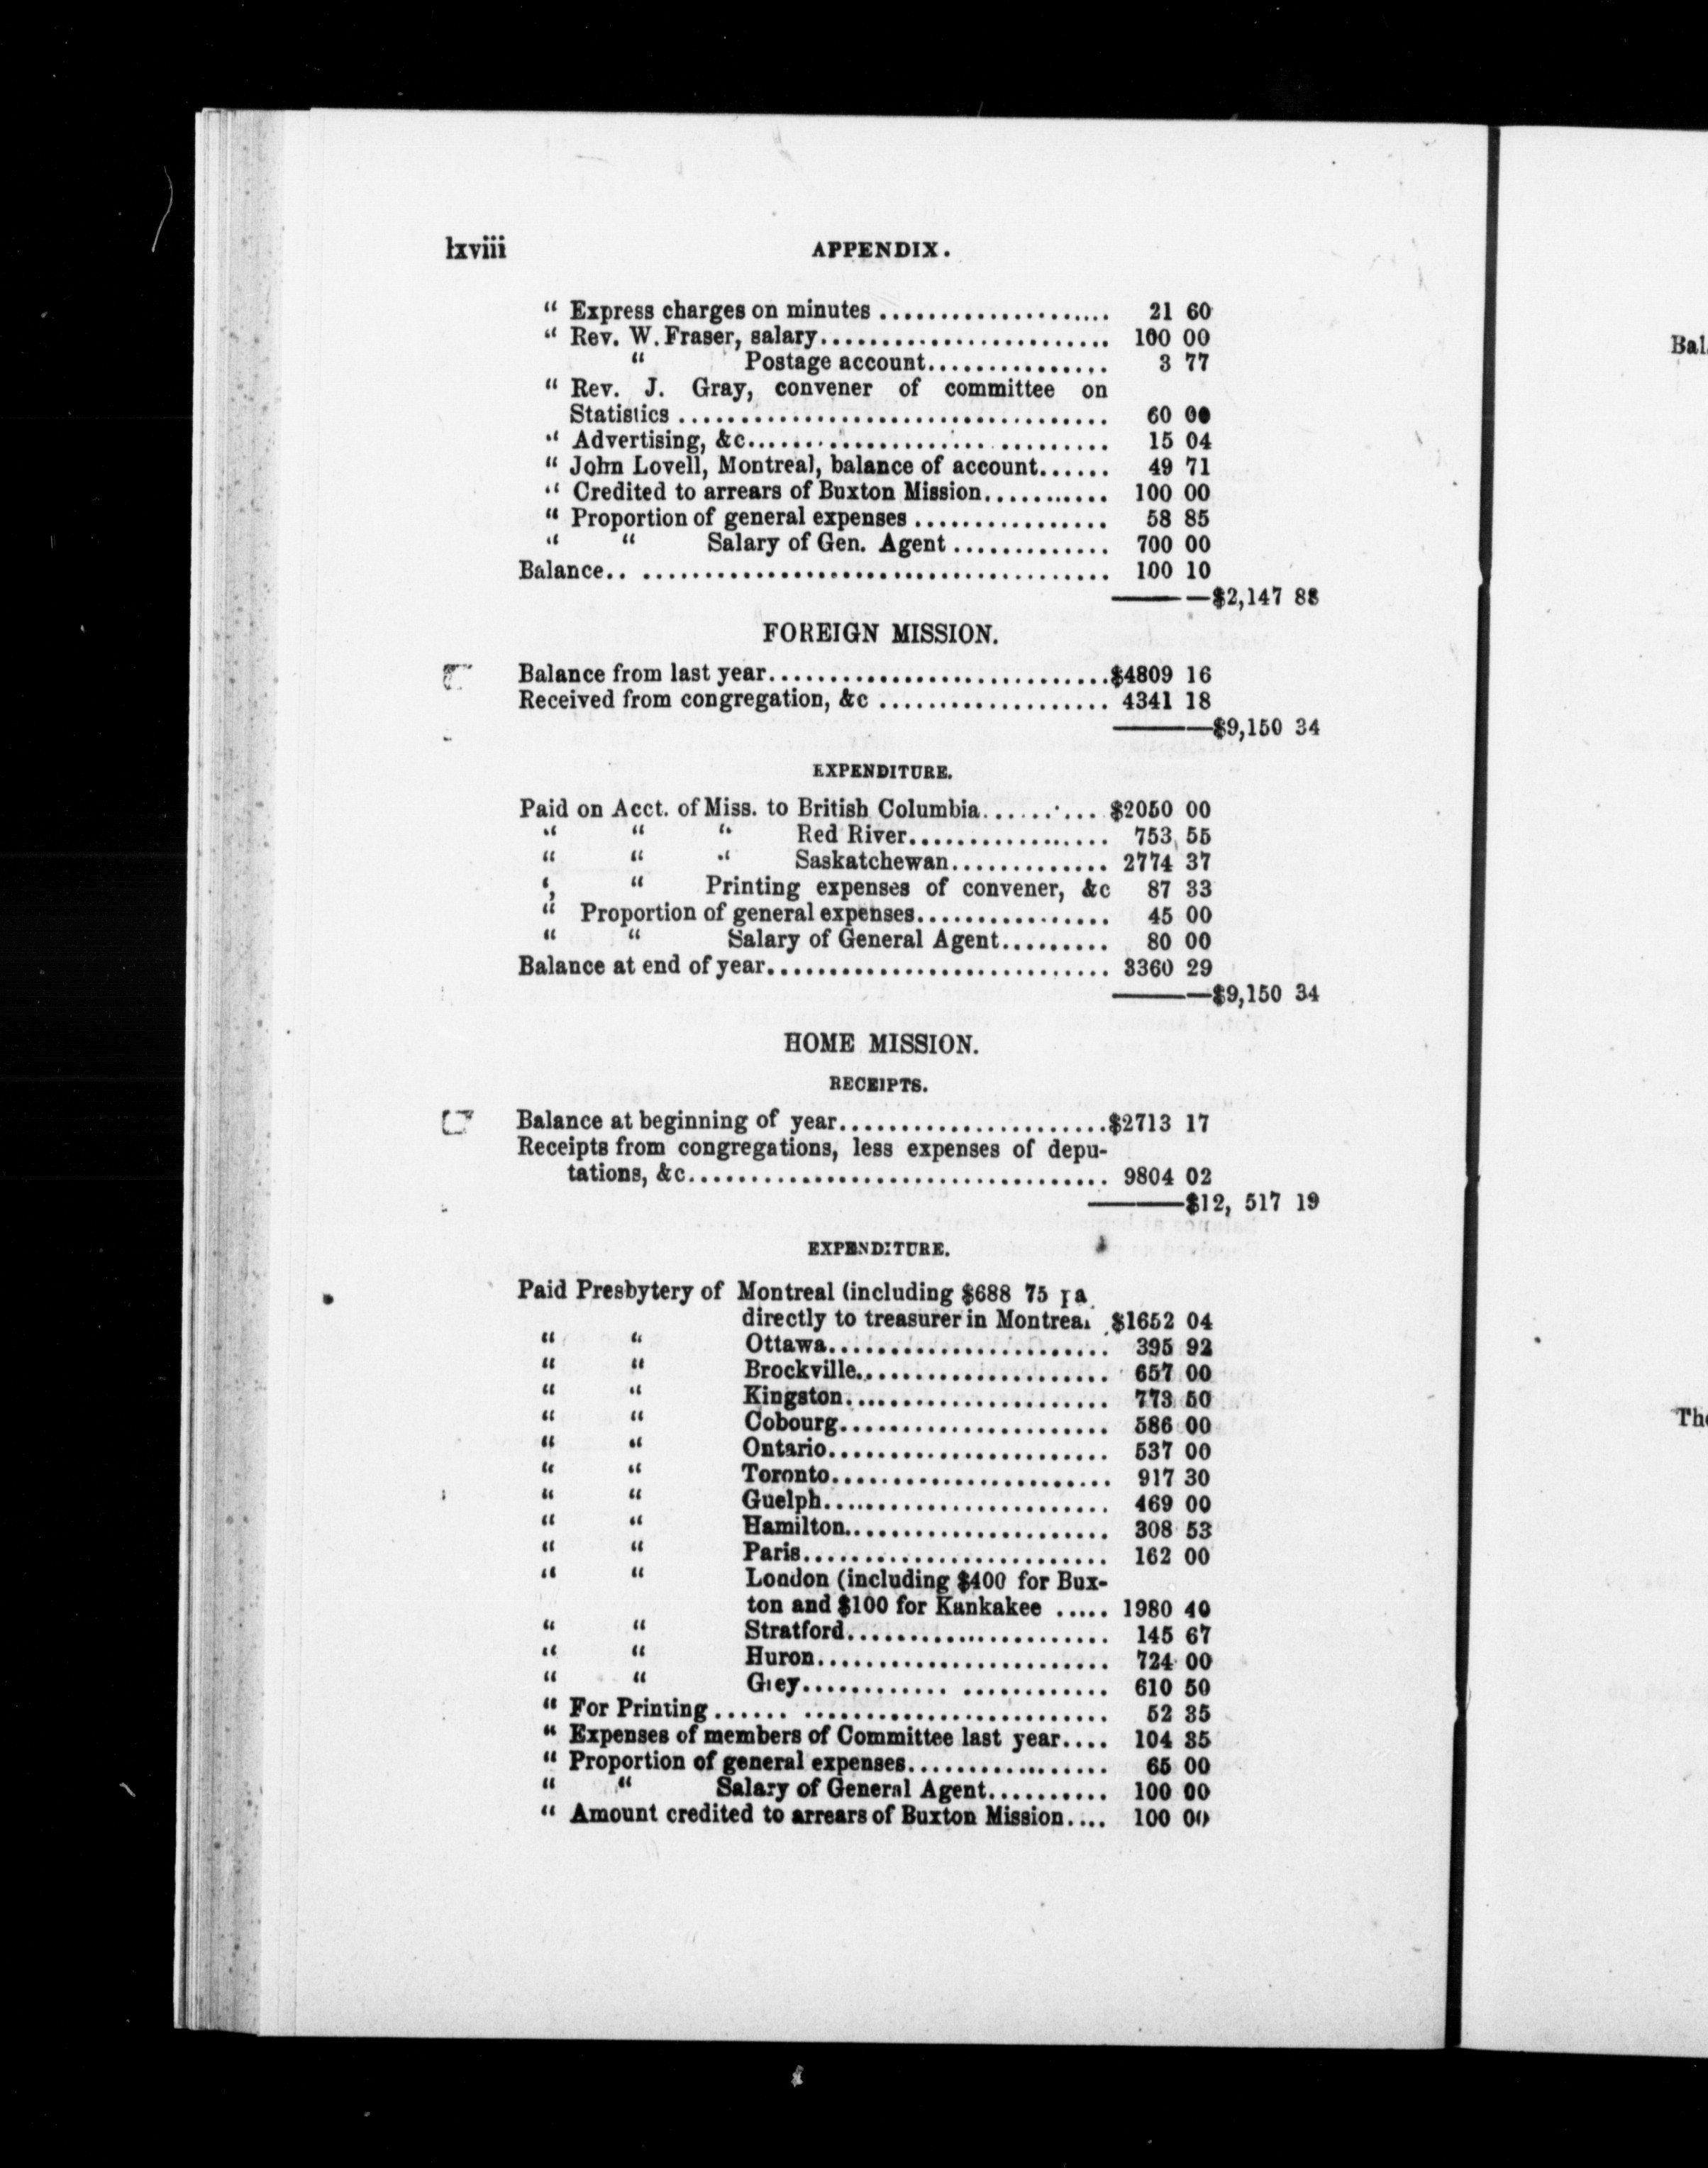 lxviii APPENDIX.
" Express charges on minutes .................... 21 60
" Rev. W. Fraser, salary........................ 100 00
" Postage account............... 3 77
" Rev. J. Gray, convener of committee on
Statistics ................................... 60 00
" Advertising, &c.............................. 15 04
" John Lovell, Montreal, balance of account...... 49 71
" Credited to arrears of Buxton Mission........... 100 00
" Proportion of general expenses ................ 58 85
" " Salary of Gen. Agent ............. 700 00
Balance.. ...................................... 100 10
$2,147 88
FOREIGN MISSION.
Balance from last year............................$4809 16
Received from congregation, &c ................... 4341 18
$9,150 34
EXPENDITURE.
Paid on Acct. of Miss. to British Columbia.......... $2050 00
" " " Red River................. 753 55
" " " Saskatchewan............. 2774 37
" " Printing expenses of convener, &c 87 33
" Proportion of general expenses................ 45 00
" " Salary of General Agent......... 80 00
Balance at end of year............................ 3360 29
$9,150 34
HOME MISSION.
RECEIPTS.
Balance at beginning of year......................$2713 17
Receipts from congregations, less expenses of depu-
tations, &c.................................. 9804 02
$12, 517 19
EXPENDITURE.
Paid Presbytery of Montreal (including $688 75
directly to treasurer in Montreal $1652 04
" " Ottawa....................... 395 92
" " Brockville..................... 657 00
" " Kingston...................... 773 50
" " Cobourg...................... 586 00
" " Ontario....................... 537 00
" " Toronto....................... 917 30
" " Guelph........................ 469 00
" " Hamilton...................... 308 53
" " Paris......................... 162 00
" " London (including $400 for Bux-
ton and $100 for Kankakee ..... 1980 40
" " Stratford...................... 145 67
" " Huron........................ 724 00
" " Grey............ ............ 610 50
" For Printing ...... ......................... 52 35
" Expenses of members of Committee last year.... 104 35
" Proportion of general expenses................. 65 00
" " Salary of General Agent.......... 100 00
" Amount credited to arrears of Buxton Mission.... 100 00